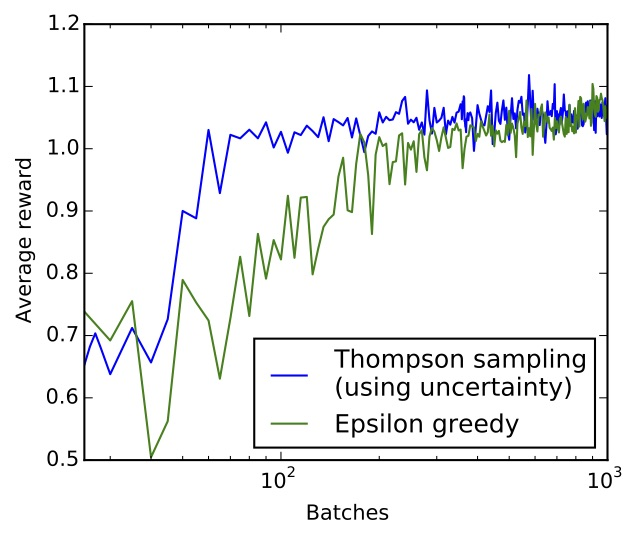 1.2
1.1
1.0
0.9
0.8
0.7
0.6
0.5
Average reward
Thompson sampling
(using uncertainty)
Epsilon greedy
10²
10³
Batches